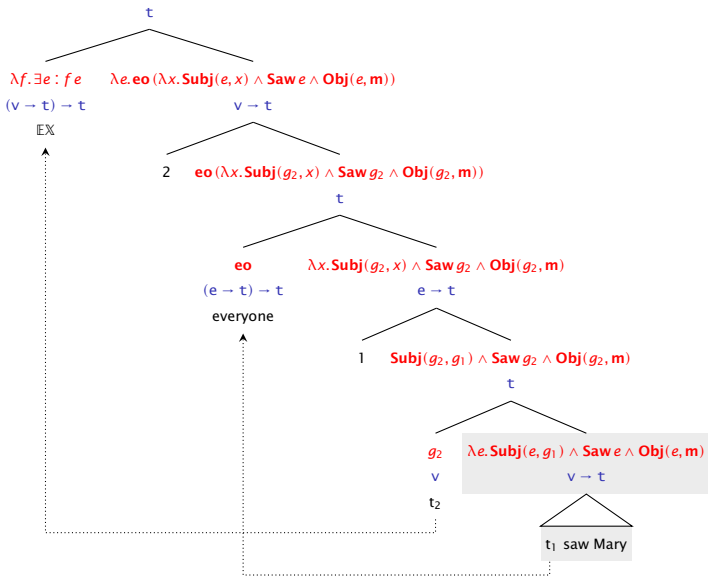 t
λf.∃e : f e λe.eo (λx.Subj(e, x) ∧ Saw e ∧ Obj(e, m))
(v → t) → t v → t
𝔼𝕏
2 eo (λx.Subj(g₂, x) ∧ Saw g₂ ∧ Obj(g₂, m))
t
eo λx.Subj(g₂, x) ∧ Saw g₂ ∧ Obj(g₂, m)
(e → t) → t e → t
everyone
1 Subj(g₂, g₁) ∧ Saw g₂ ∧ Obj(g₂, m)
t
g₂ λe.Subj(e, g₁) ∧ Saw e ∧ Obj(e, m)
v v → t
t₂
t₁ saw Mary